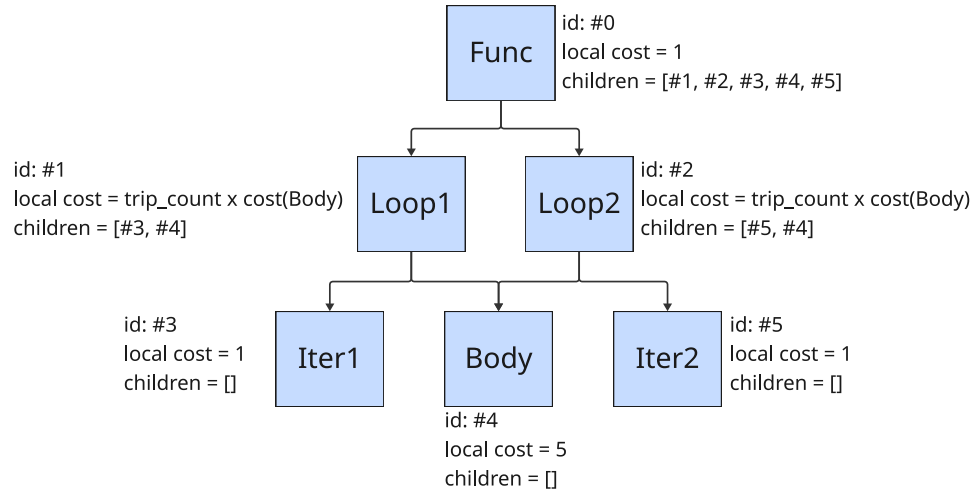 Func
id: #0
local cost = 1
children = [#1, #2, #3, #4, #5]
id: #1
local cost = trip_count x cost(Body)
children = [#3, #4]
Loop1
Loop2
id: #2
local cost = trip_count x cost(Body)
children = [#5, #4]
id: #3
local cost = 1
children = []
Iter1
Body
id: #4
local cost = 5
children = []
Iter2
id: #5
local cost = 1
children = []